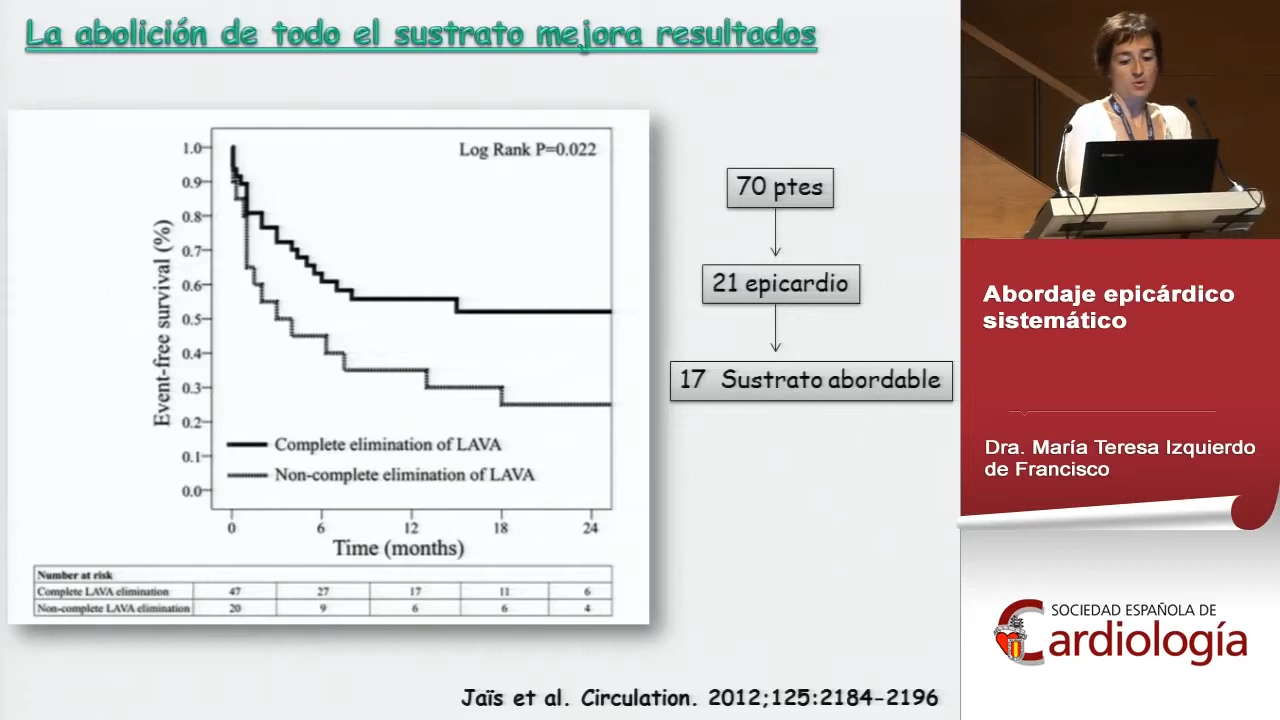 La abolición de todo el sustrato mejora resultados
Log Rank P=0.022
Event-free survival (%)
1.0
0.9
0.8
0.7
0.6
0.5
0.4
0.3
0.2
0.1
0.0
Complete elimination of LAVA
Non-complete elimination of LAVA
0 6 12 18 24
Time (months)
Number at risk
Complete LAVA elimination 47 27 17 11 6
Non-complete LAVA elimination 20 9 6 6 4
70 ptes
21 epicardio
17 Sustrato abordable
Jaïs et al. Circulation. 2012;125:2184-2196
Abordaje epicárdico
sistemático
Dra. María Teresa Izquierdo
de Francisco
SOCIEDAD ESPAÑOLA DE
Cardiología